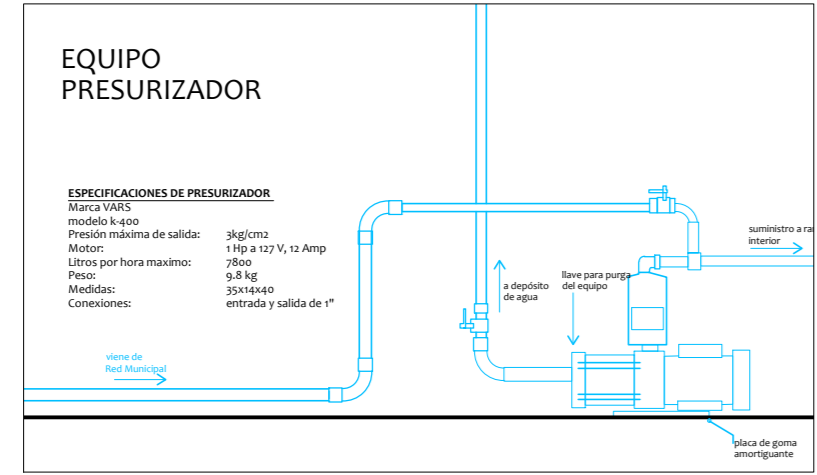 EQUIPO
PRESURIZADOR
ESPECIFICACIONES DE PRESURIZADOR
Marca VARS
modelo k-400
Presión máxima de salida: 3kg/cm2
Motor: 1 Hp a 127 V, 12 Amp
Litros por hora maximo: 7800
Peso: 9.8 kg
Medidas: 35x14x40
Conexiones: entrada y salida de 1"
viene de
Red Municipal
a depósito
de agua
llave para purga
del equipo
suministro a
interior
placa de goma
amortiguante